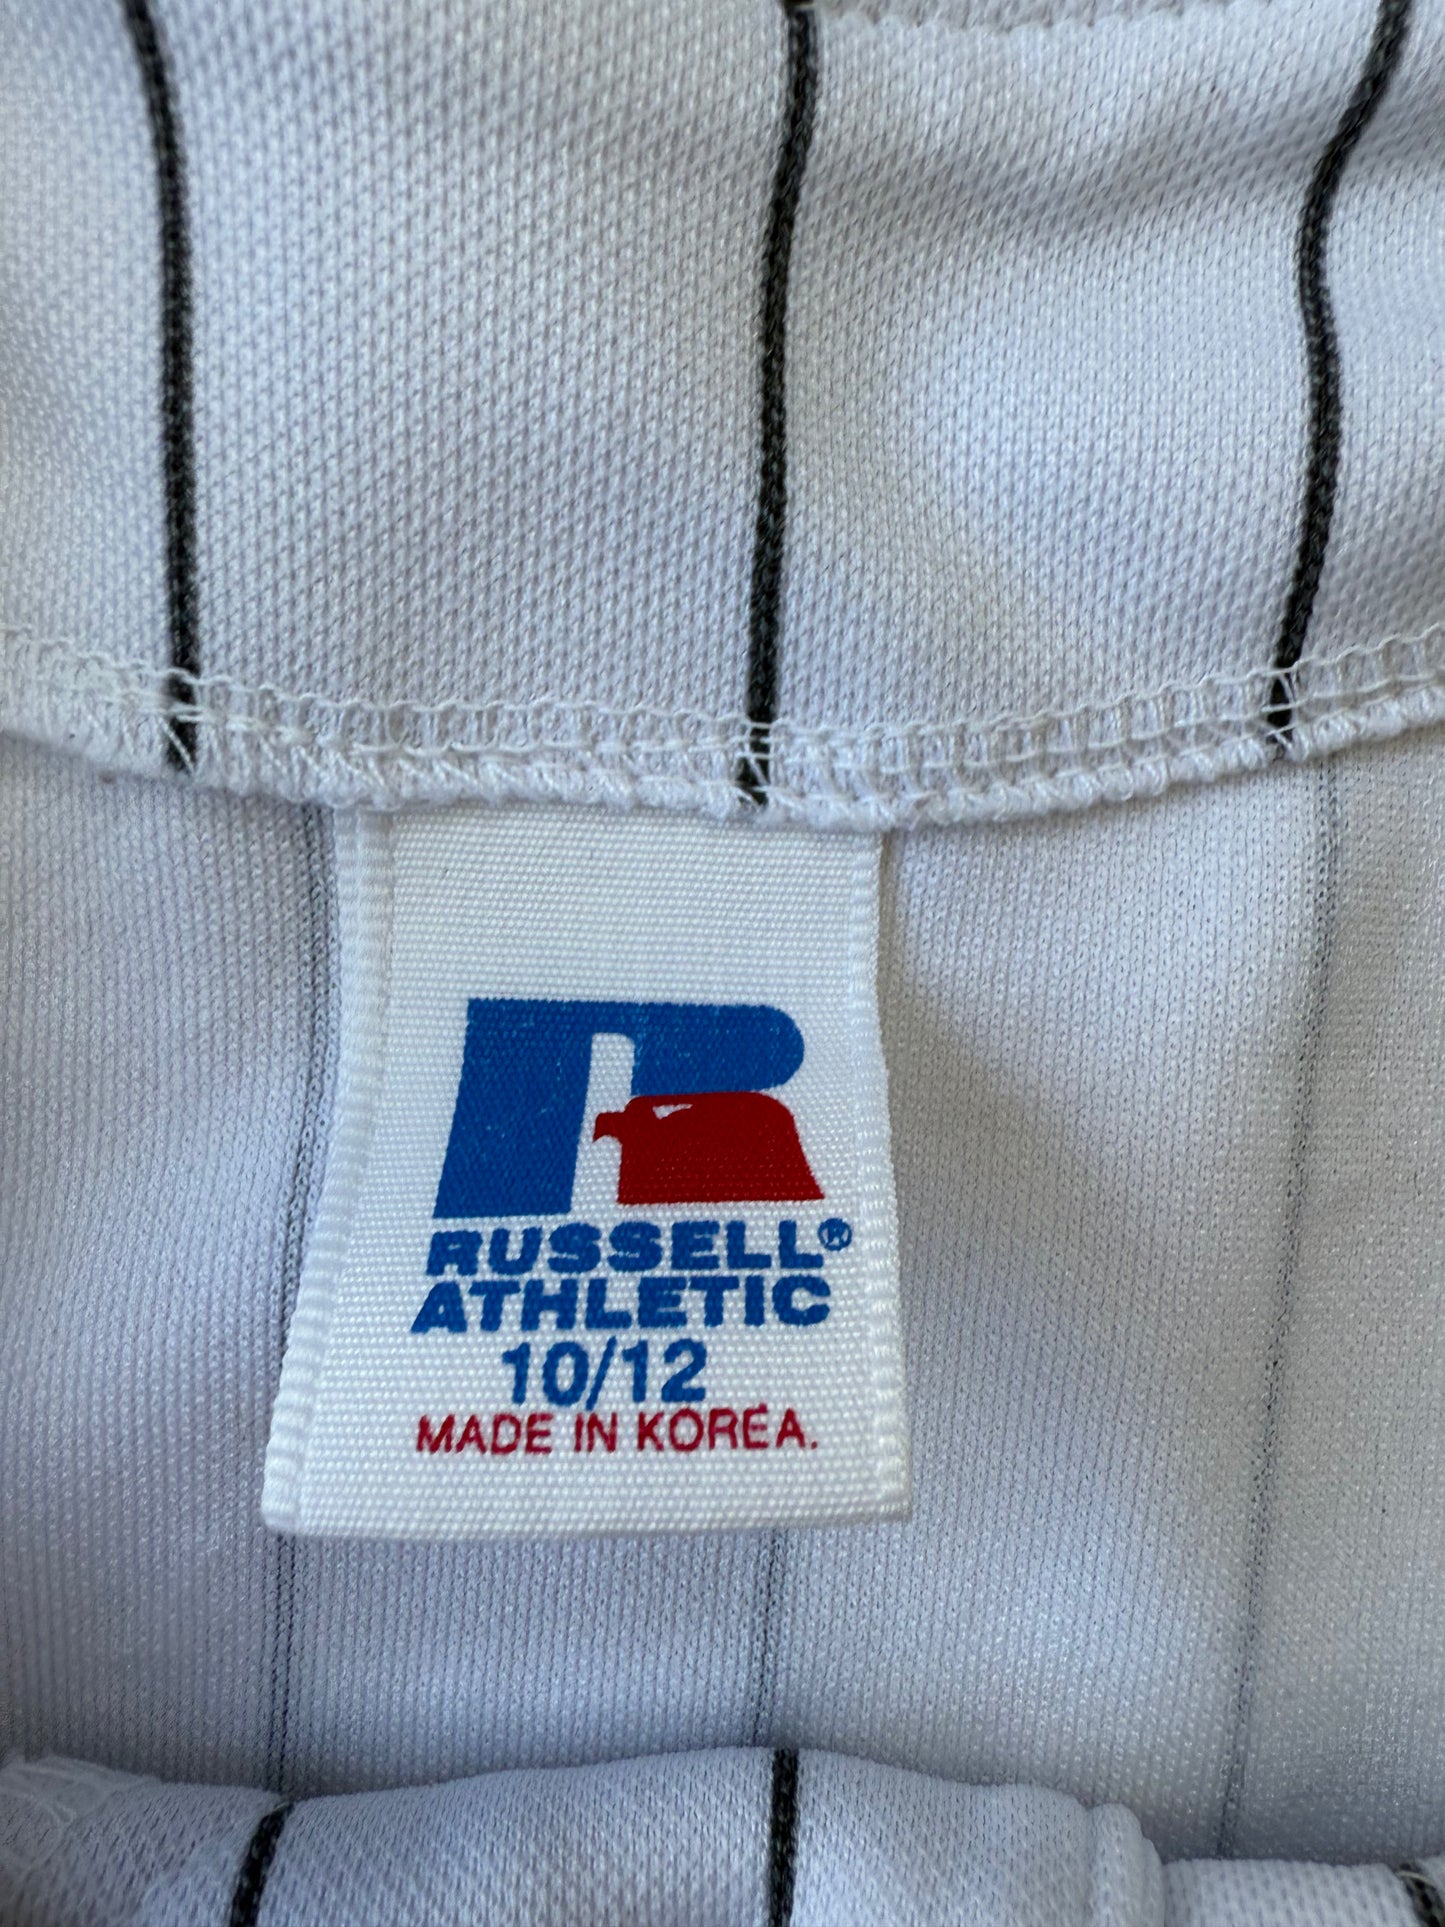 RUSSELL®
ATHLETIC
10/12
MADE IN KOREA.